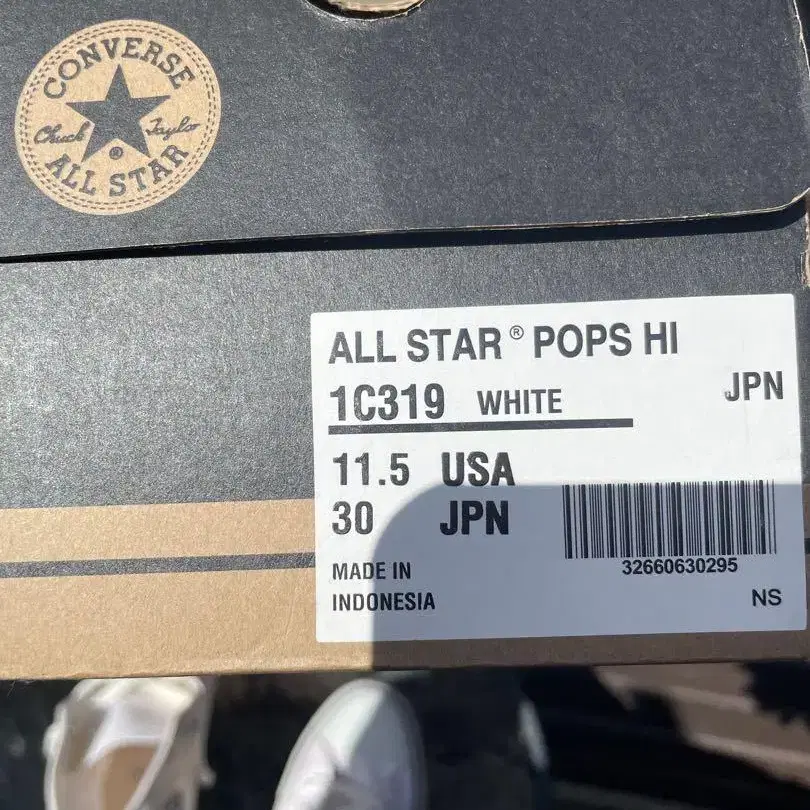 CONVERSE
Chuck Taylor
®
ALL STAR
ALL STAR® POPS HI
1C319 WHITE JPN
11.5 USA
30 JPN
32660630295
MADE IN
INDONESIA
NS